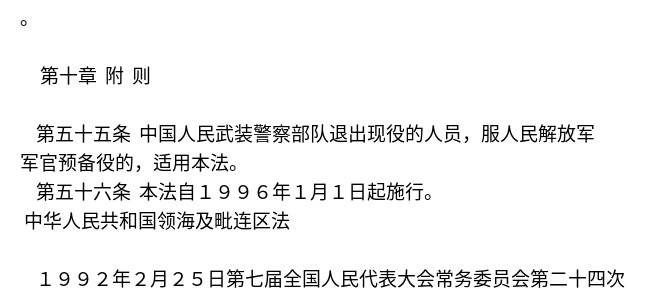 。
第十章 附 则
第五十五条 中国人民武装警察部队退出现役的人员，服人民解放军
军官预备役的，适用本法。
第五十六条 本法自１９９６年１月１日起施行。
中华人民共和国领海及毗连区法
１９９２年２月２５日第七届全国人民代表大会常务委员会第二十四次